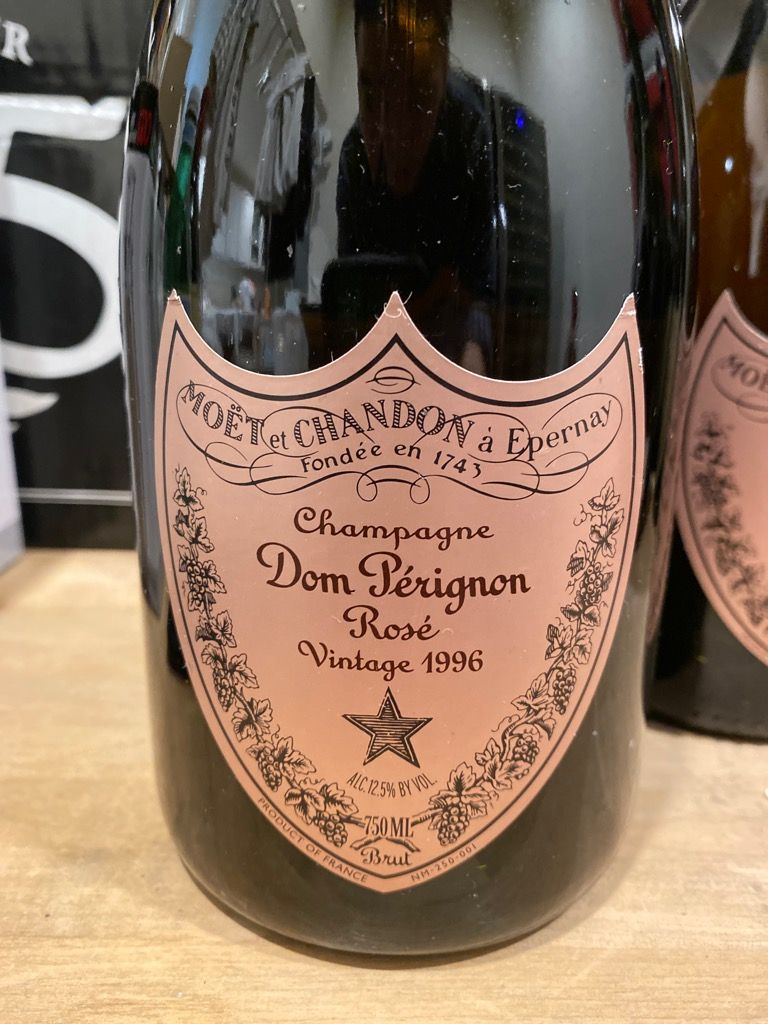 R
5
MOËT et CHANDON à Epernay
Fondée en 1743
Champagne
Dom Pérignon
Rosé
Vintage 1996
ALC. 12.5% BY VOL.
750 ML
Brut
PRODUCT OF FRANCE
NM-250-001